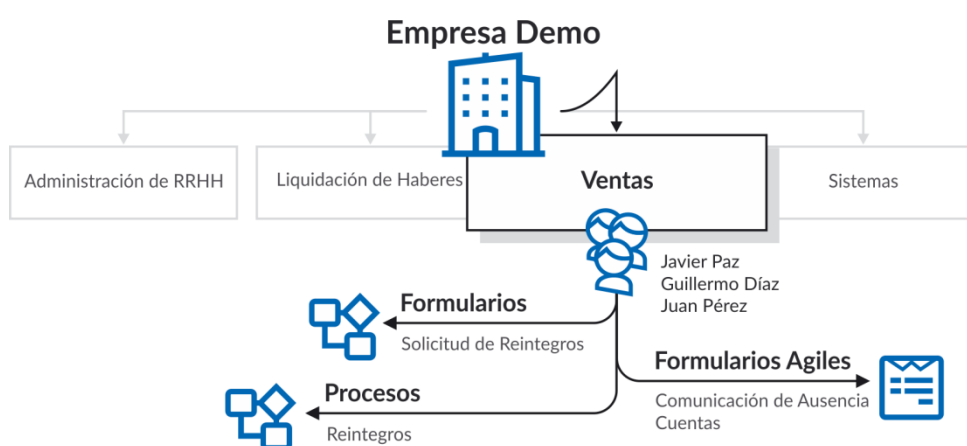 Empresa Demo
Administración de RRHH
Liquidación de Haberes
Ventas
Sistemas
Javier Paz
Guillermo Díaz
Juan Pérez
Formularios
Solicitud de Reintegros
Formularios Agiles
Comunicación de Ausencia
Cuentas
Procesos
Reintegros